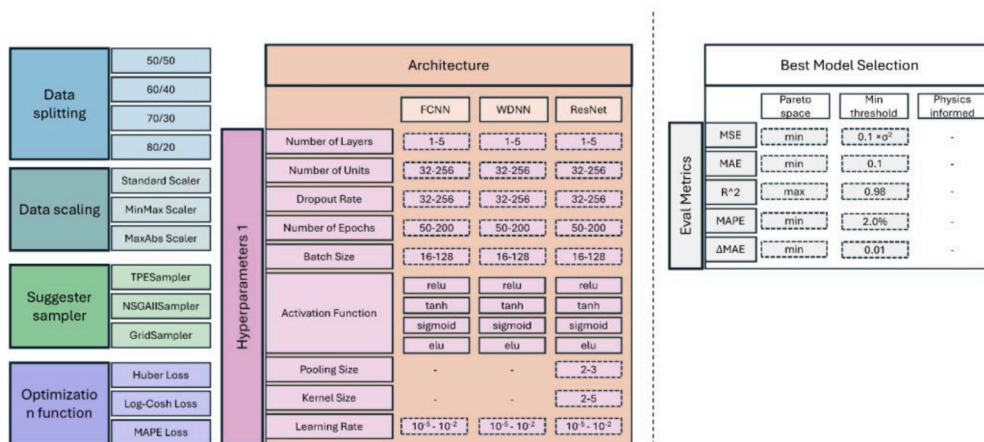 Data
splitting
50/50
60/40
70/30
80/20
Data scaling
Standard Scaler
MinMax Scaler
MaxAbs Scaler
Suggester
sampler
TPESampler
NSGAIISampler
GridSampler
Optimizatio
n function
Huber Loss
Log-Cosh Loss
MAPE Loss
Hyperparameters 1
Architecture
FCNN WDNN ResNet
Number of Layers 1-5 1-5 1-5
Number of Units 32-256 32-256 32-256
Dropout Rate 32-256 32-256 32-256
Number of Epochs 50-200 50-200 50-200
Batch Size 16-128 16-128 16-128
Activation Function
relu relu relu
tanh tanh tanh
sigmoid sigmoid sigmoid
elu elu elu
Pooling Size - - 2-3
Kernel Size - - 2-5
Learning Rate 10⁻⁵ - 10⁻² 10⁻⁵ - 10⁻² 10⁻⁵ - 10⁻²
Best Model Selection
Pareto
space
Min
threshold
Physics
informed
Eval Metrics
MSE min 0.1 ×σ² -
MAE min 0.1 -
R^2 max 0.98 -
MAPE min 2.0% -
ΔMAE min 0.01 -